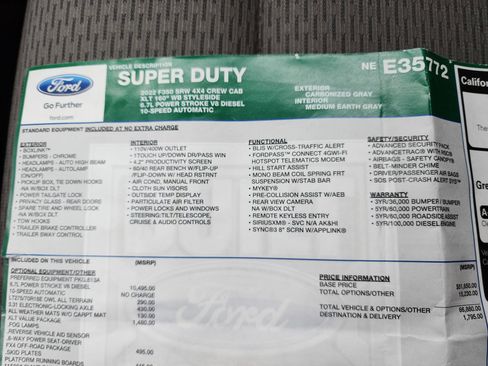 VEHICLE DESCRIPTION
SUPER DUTY
NE E35772
Ford
Go Further
ford.com
2022 F350 SRW 4X4 CREW CAB
XLT 160" WB STYLESIDE
6.7L POWER STROKE V8 DIESEL
10-SPEED AUTOMATIC
EXTERIOR
CARBONIZED GRAY
INTERIOR
MEDIUM EARTH GRAY
STANDARD EQUIPMENT INCLUDED AT NO EXTRA CHARGE
EXTERIOR
• BOXLINK™
• BUMPERS - CHROME
• HEADLAMPS - AUTO HIGH BEAM
• HEADLAMPS - AUTOLAMP
(ON/OFF)
BOX, TIE DOWN HOOKS
-NA W/BOX DLT
• POWER TAILGATE LOCK
• PRIVACY GLASS - REAR DOORS
• SPARE TIRE AND WHEEL LOCK
-NA W/BOX DLT
• TOW HOOKS
• TRAILER BRAKE CONTROLLER
• TRAILER SWAY CONTROL
INTERIOR
• 110V/400W OUTLET
• 1TOUCH UP/DOWN DR/PASS WIN
• 4.2" PRODUCTIVITY SCREEN
• 60/40 REAR BENCH W/FLIP-UP
/FLIP-DOWN W/ HEAD RSTRNT
• AIR COND, MANUAL FRONT
• CLOTH SUN VISORS
• OUTSIDE TEMP DISPLAY
• PARTICULATE AIR FILTER
• POWER LOCKS AND WINDOWS
• STEERING:TILT/TELESCOPE,
CRUISE & AUDIO CONTROLS
FUNCTIONAL
• BLIS W/CROSS-TRAFFIC ALERT
• FORDPASS™ CONNECT 4GWI-FI
HOTSPOT TELEMATICS MODEM
• HILL START ASSIST
• MONO BEAM COIL SPRING FRT
SUSPENSION W/STAB BAR
• MYKEY®
• PRE-COLLISION ASSIST W/AEB
• REAR VIEW CAMERA
-NA W/BOX DLT
• REMOTE KEYLESS ENTRY
• SIRIUSXM® - SVC N/A AK&HI
• SYNC®3 8" SCRN W/APPLINK®
SAFETY/SECURITY
• ADVANCED SECURITY PACK
• ADVANCETRAC® WITH RSC®
• AIRBAGS - SAFETY CANOPY®
• BELT-MINDER CHIME
• DRIVER/PASSENGER AIR BAGS
• SOS POST-CRASH ALERT SYS™
WARRANTY
• 3YR/36,000 BUMPER / BUMPER
• 5YR/60,000 POWERTRAIN
• 5YR/60,000 ROADSIDE ASSIST
• 5YR/100,000 DIESEL ENGINE
INCLUDED ON THIS VEHICLE
(MSRP)
OPTIONAL EQUIPMENT/OTHER
PREFERRED EQUIPMENT PKG.613A
6.7L POWER STROKE V8 DIESEL 10,495.00
10-SPEED AUTOMATIC NO CHARGE
LT275/70R18E OWL ALL TERRAIN 290.00
3.31 ELECTRONIC-LOCKING AXLE 430.00
ALL WEATHER MATS W/O CARPT MAT 130.00
XLT VALUE PACKAGE 1,480.00
.FOG LAMPS
.REVERSE VEHICLE AID SENSOR
.6-WAY POWER SEAT-DRIVER
FX4 OFF-ROAD PACKAGE 495.00
.SKID PLATES
PLATFORM RUNNING BOARDS
PRICE INFORMATION
(MSRP)
BASE PRICE
TOTAL OPTIONS/OTHER
TOTAL VEHICLE & OPTIONS/OTHER
DESTINATION & DELIVERY 1,795.00
Ford